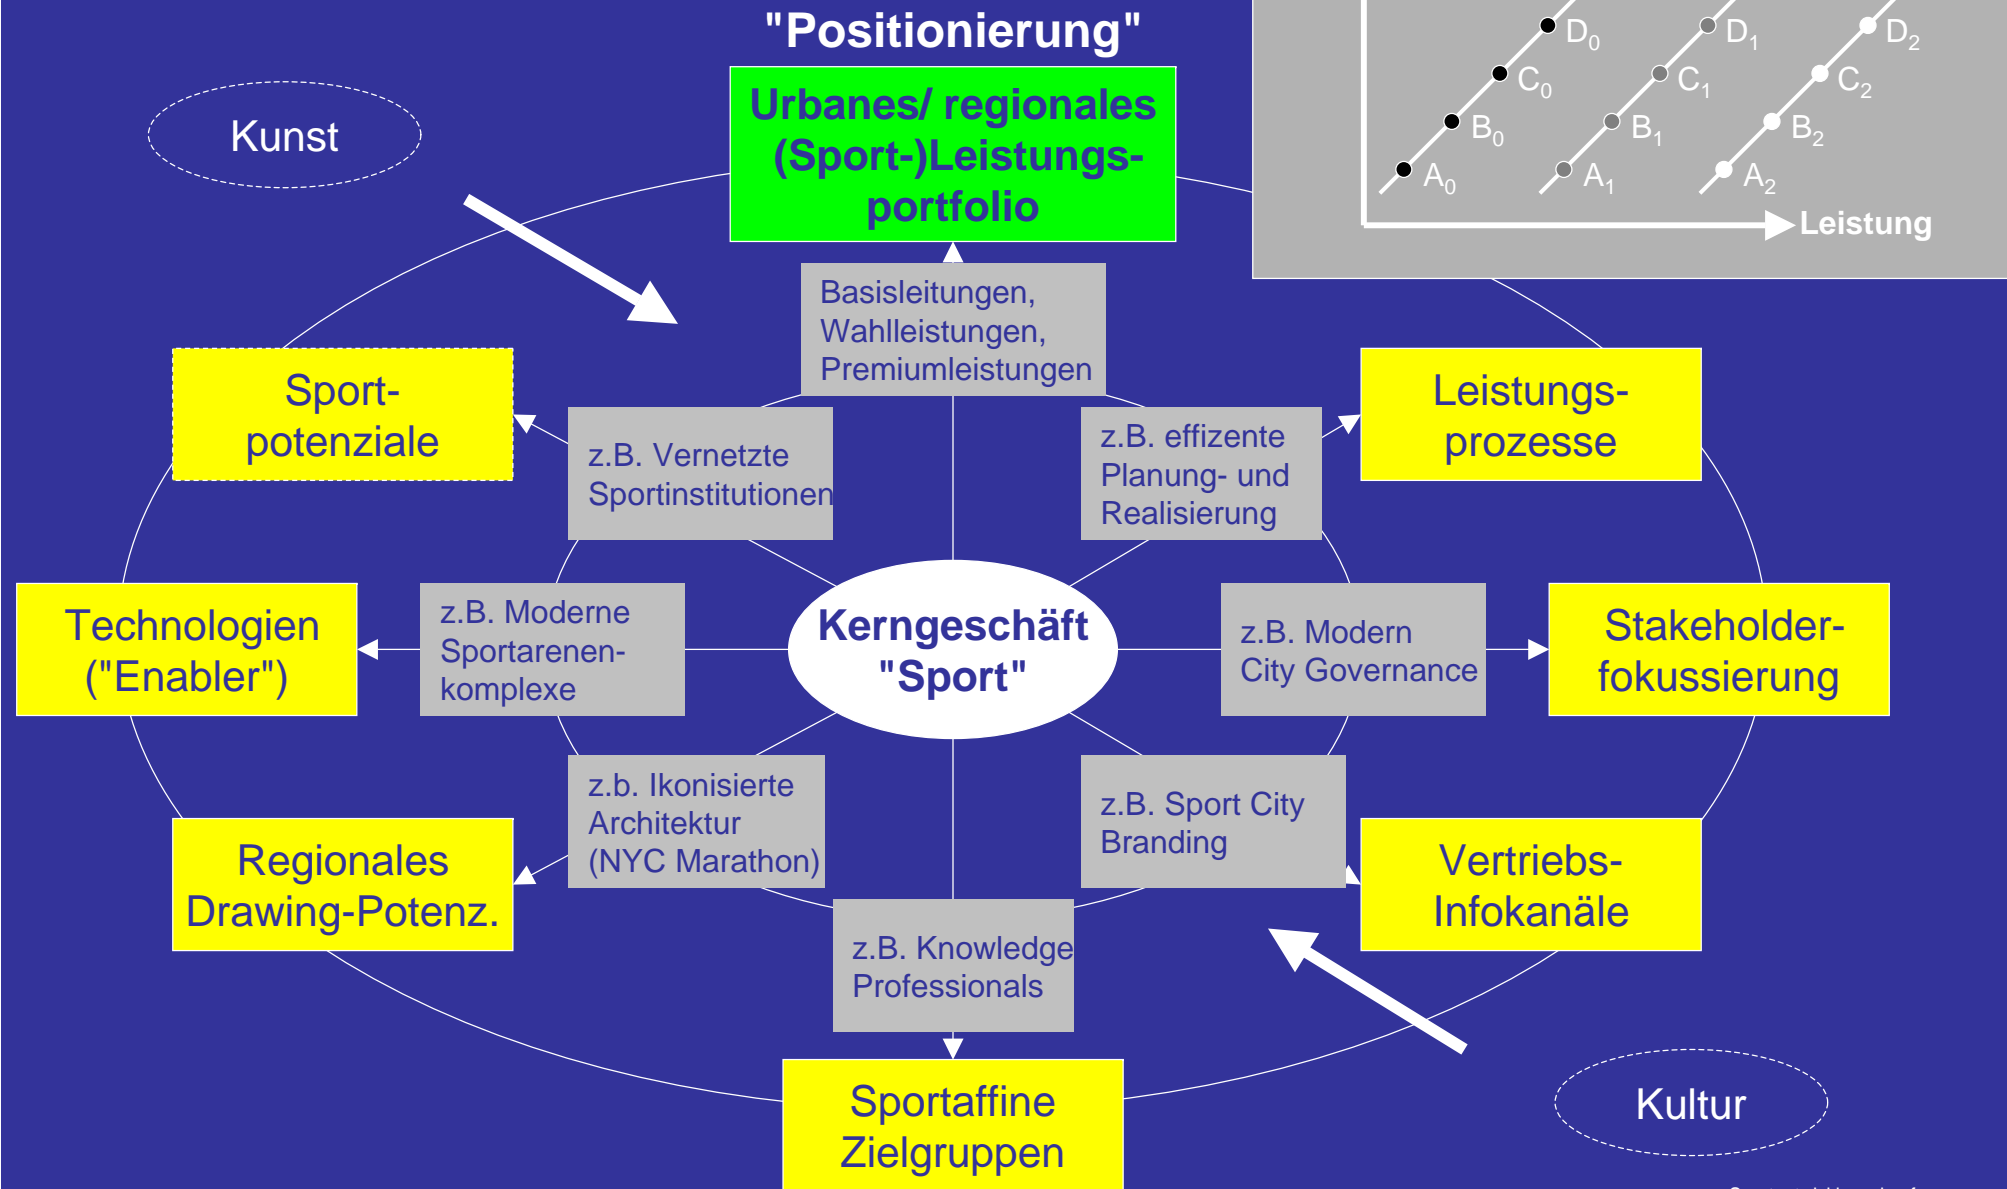 "Positionierung"
Urbanes/ regionales
(Sport-)Leistungs-
portfolio
D0
D1
D2
C0
C1
C2
B0
B1
B2
A0
A1
A2
Leistung
Kunst
Basisleitungen,
Wahlleistungen,
Premiumleistungen
Sport-
potenziale
z.B. Vernetzte
Sportinstitutionen
z.B. effizente
Planung- und
Realisierung
Leistungs-
prozesse
Technologien
("Enabler")
z.B. Moderne
Sportarenen-
komplexe
Kerngeschäft
"Sport"
z.B. Modern
City Governance
Stakeholder-
fokussierung
Regionales
Drawing-Potenz.
z.b. Ikonisierte
Architektur
(NYC Marathon)
z.B. Sport City
Branding
Vertriebs-
Infokanäle
z.B. Knowledge
Professionals
Sportaffine
Zielgruppen
Kultur